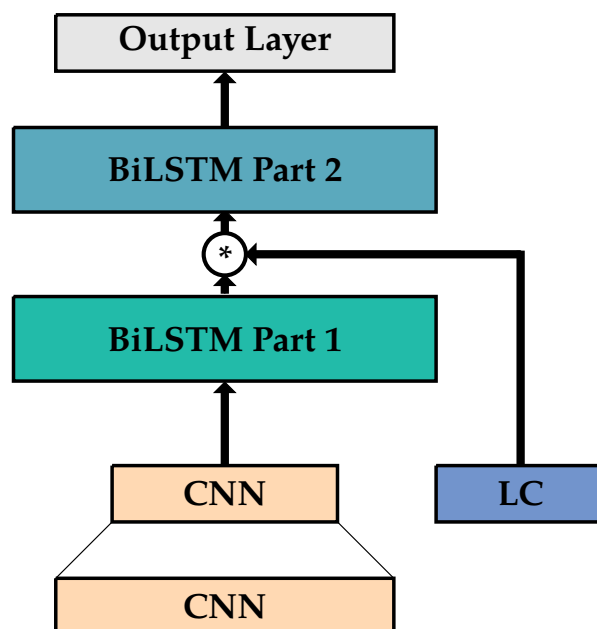 Output Layer
BiLSTM Part 2
*
BiLSTM Part 1
CNN
LC
CNN